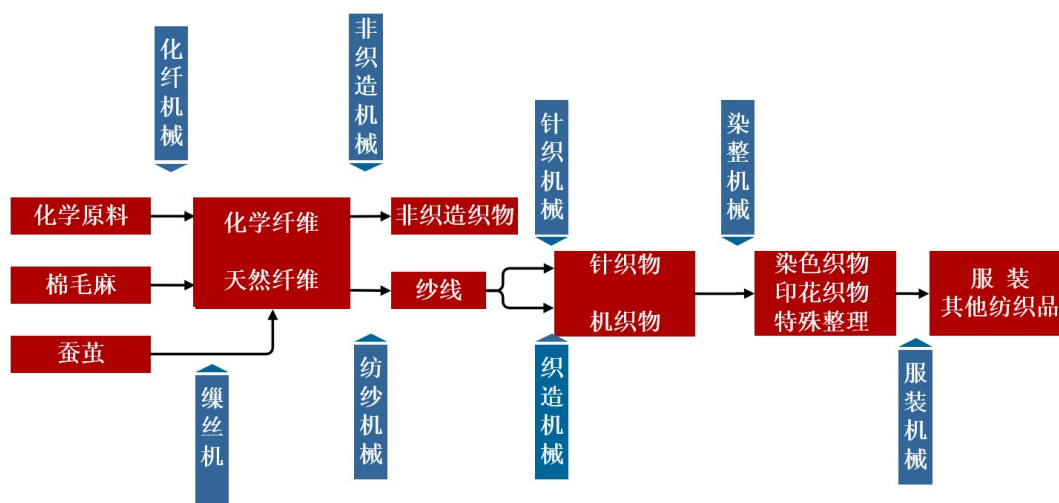 化纤机械
非织造机械
针织机械
染整机械
化学原料
棉毛麻
蚕茧
化学纤维
天然纤维
非织造织物
纱线
针织物
机织物
染色织物
印花织物
特殊整理
服 装
其他纺织品
缫丝机
纺纱机械
织造机械
服装机械